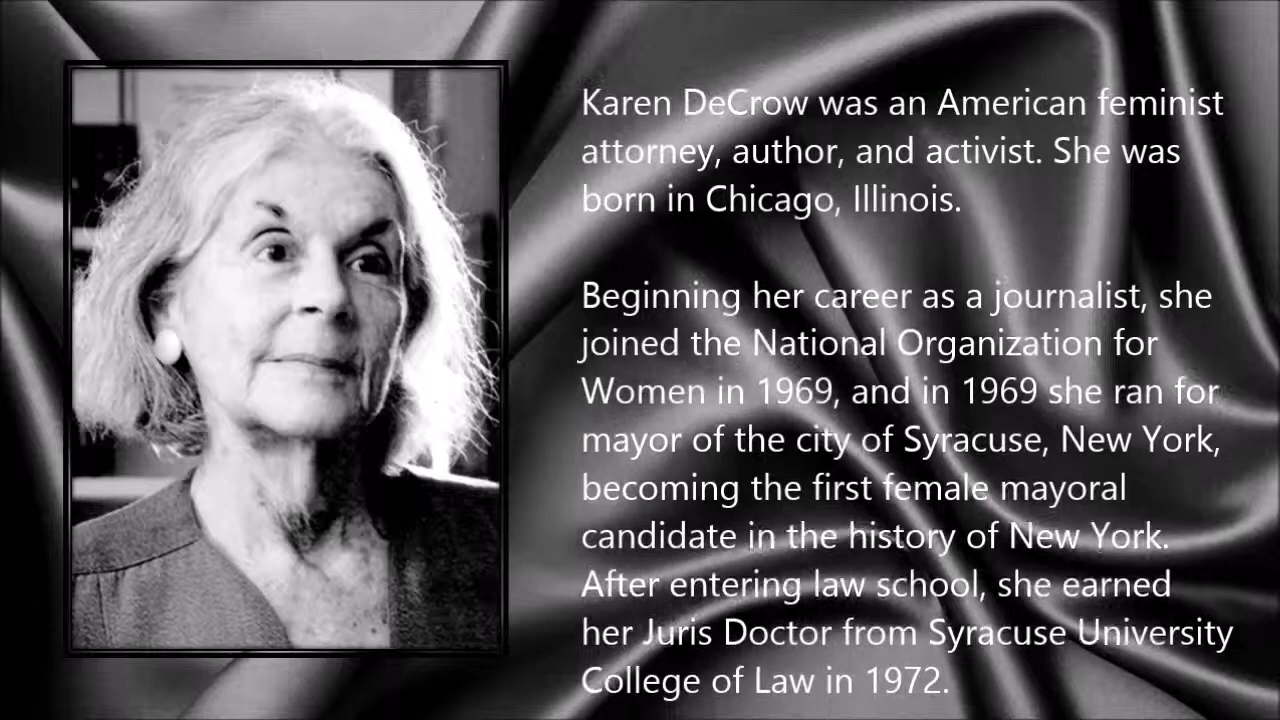 Karen DeCrow was an American feminist
attorney, author, and activist. She was
born in Chicago, Illinois.
Beginning her career as a journalist, she
joined the National Organization for
Women in 1969, and in 1969 she ran for
mayor of the city of Syracuse, New York,
becoming the first female mayoral
candidate in the history of New York.
After entering law school, she earned
her Juris Doctor from Syracuse University
College of Law in 1972.